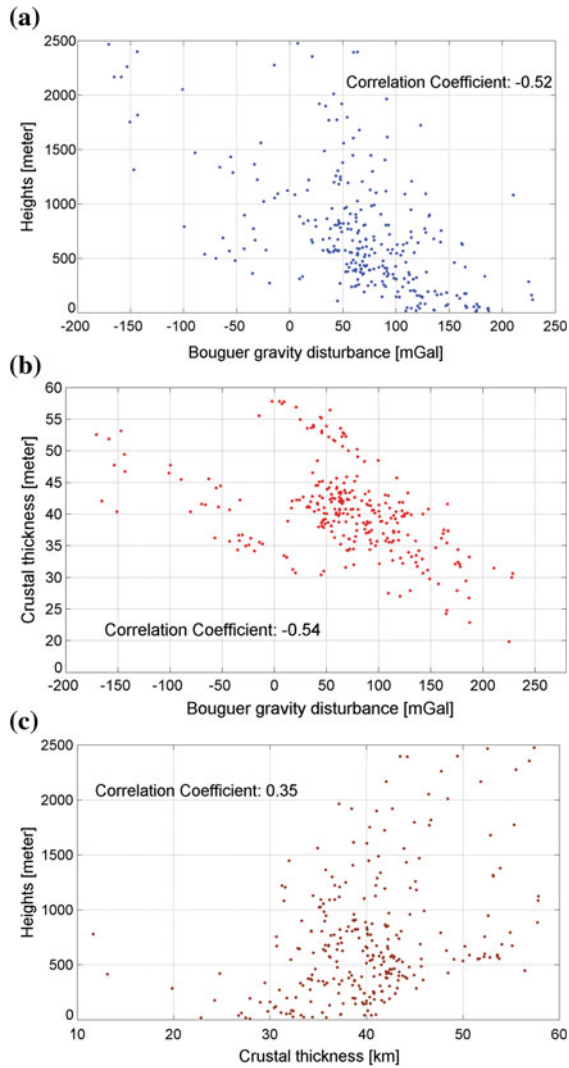 (a)
2500
2000
1500
1000
500
0
Heights [meter]
Correlation Coefficient: -0.52
-200 -150 -100 -50 0 50 100 150 200 250
Bouguer gravity disturbance [mGal]
(b)
60
55
50
45
40
35
30
25
20
0
Crustal thickness [meter]
Correlation Coefficient: -0.54
-200 -150 -100 -50 0 50 100 150 200 250
Bouguer gravity disturbance [mGal]
(c)
2500
2000
1500
1000
500
0
Heights [meter]
Correlation Coefficient: 0.35
10 20 30 40 50 60
Crustal thickness [km]